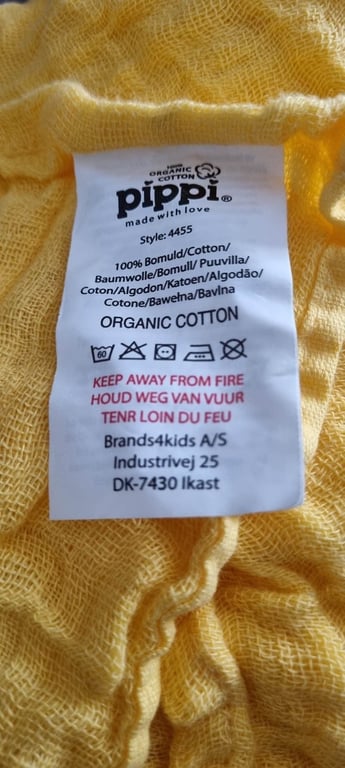 100%
ORGANIC
COTTON
pippi®
made with love
Style: 4455
100% Bomuld/Cotton/
Baumwolle/Bomull/ Puuvilla/
Coton/Algodon/Katoen/Algodão/
Cotone/Bawełna/Bavlna
ORGANIC COTTON
60
KEEP AWAY FROM FIRE
HOUD WEG VAN VUUR
TENR LOIN DU FEU
Brands4kids A/S
Industrivej 25
DK-7430 Ikast